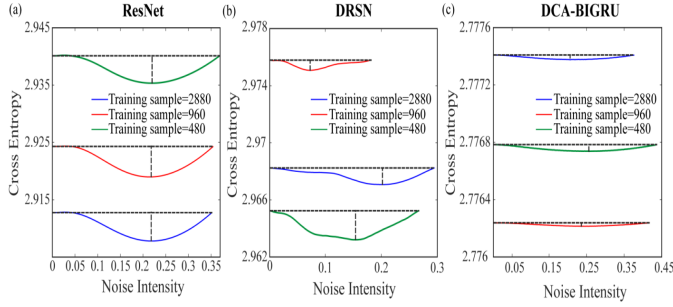 (a) ResNet
2.945
2.935
2.925
2.915
Cross Entropy
Training sample=2880
Training sample=960
Training sample=480
0 0.05 0.1 0.15 0.2 0.25 0.3 0.35
Noise Intensity
(b) DRSN
2.978
2.974
2.97
2.966
2.962
Cross Entropy
Training sample=2880
Training sample=960
Training sample=480
0 0.1 0.2 0.3
Noise Intensity
(c) DCA-BIGRU
2.7776
2.7772
2.7768
2.7764
2.776
Cross Entropy
Training sample=2880
Training sample=960
Training sample=480
0.05 0.15 0.25 0.35 0.45
Noise Intensity